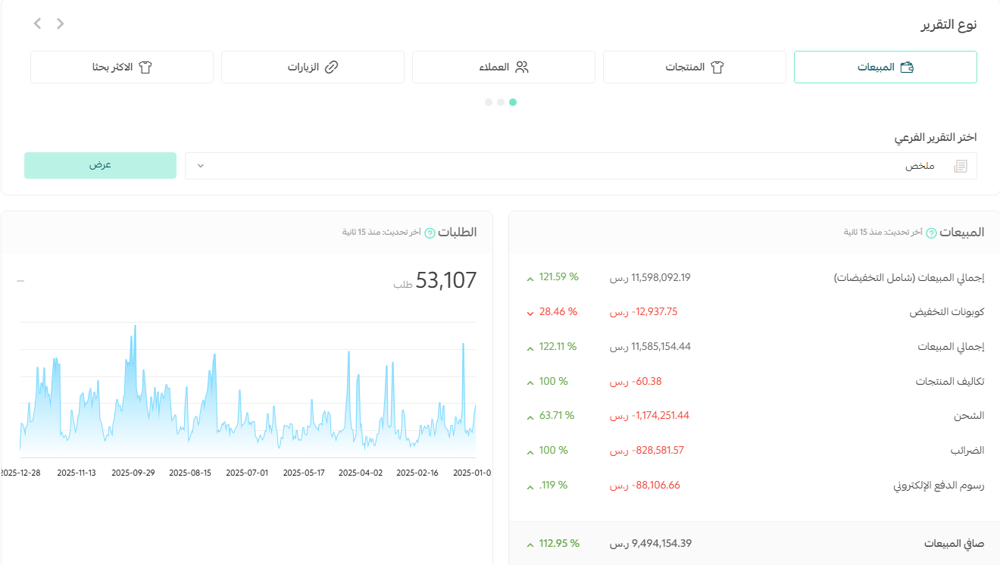 نوع التقرير
المبيعات
المنتجات
العملاء
الزيارات
الاكثر بحثا
اختر التقرير الفرعي
ملخص
عرض
المبيعات ? آخر تحديث: منذ 15 ثانية
إجمالي المبيعات (شامل التخفيضات) 11,598,092.19 ر.س 121.59 %
كوبونات التخفيض -12,937.75 ر.س 28.46 %
إجمالي المبيعات 11,585,154.44 ر.س 122.11 %
تكاليف المنتجات -60.38 ر.س 100 %
الشحن -1,174,251.44 ر.س 63.71 %
الضرائب -828,581.57 ر.س 100 %
رسوم الدفع الإلكتروني -88,106.66 ر.س .119 %
صافي المبيعات 9,494,154.39 ر.س 112.95 %
الطلبات ? آخر تحديث: منذ 15 ثانية
53,107 طلب
–
2025-12-28 2025-11-13 2025-09-29 2025-08-15 2025-07-01 2025-05-17 2025-04-02 2025-02-16 2025-01-0